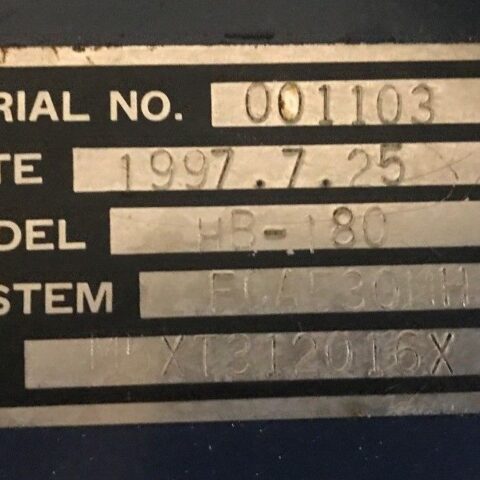 RIAL NO. 001103
TE 1997.7.25
DEL HB-180
STEM
XT312016X